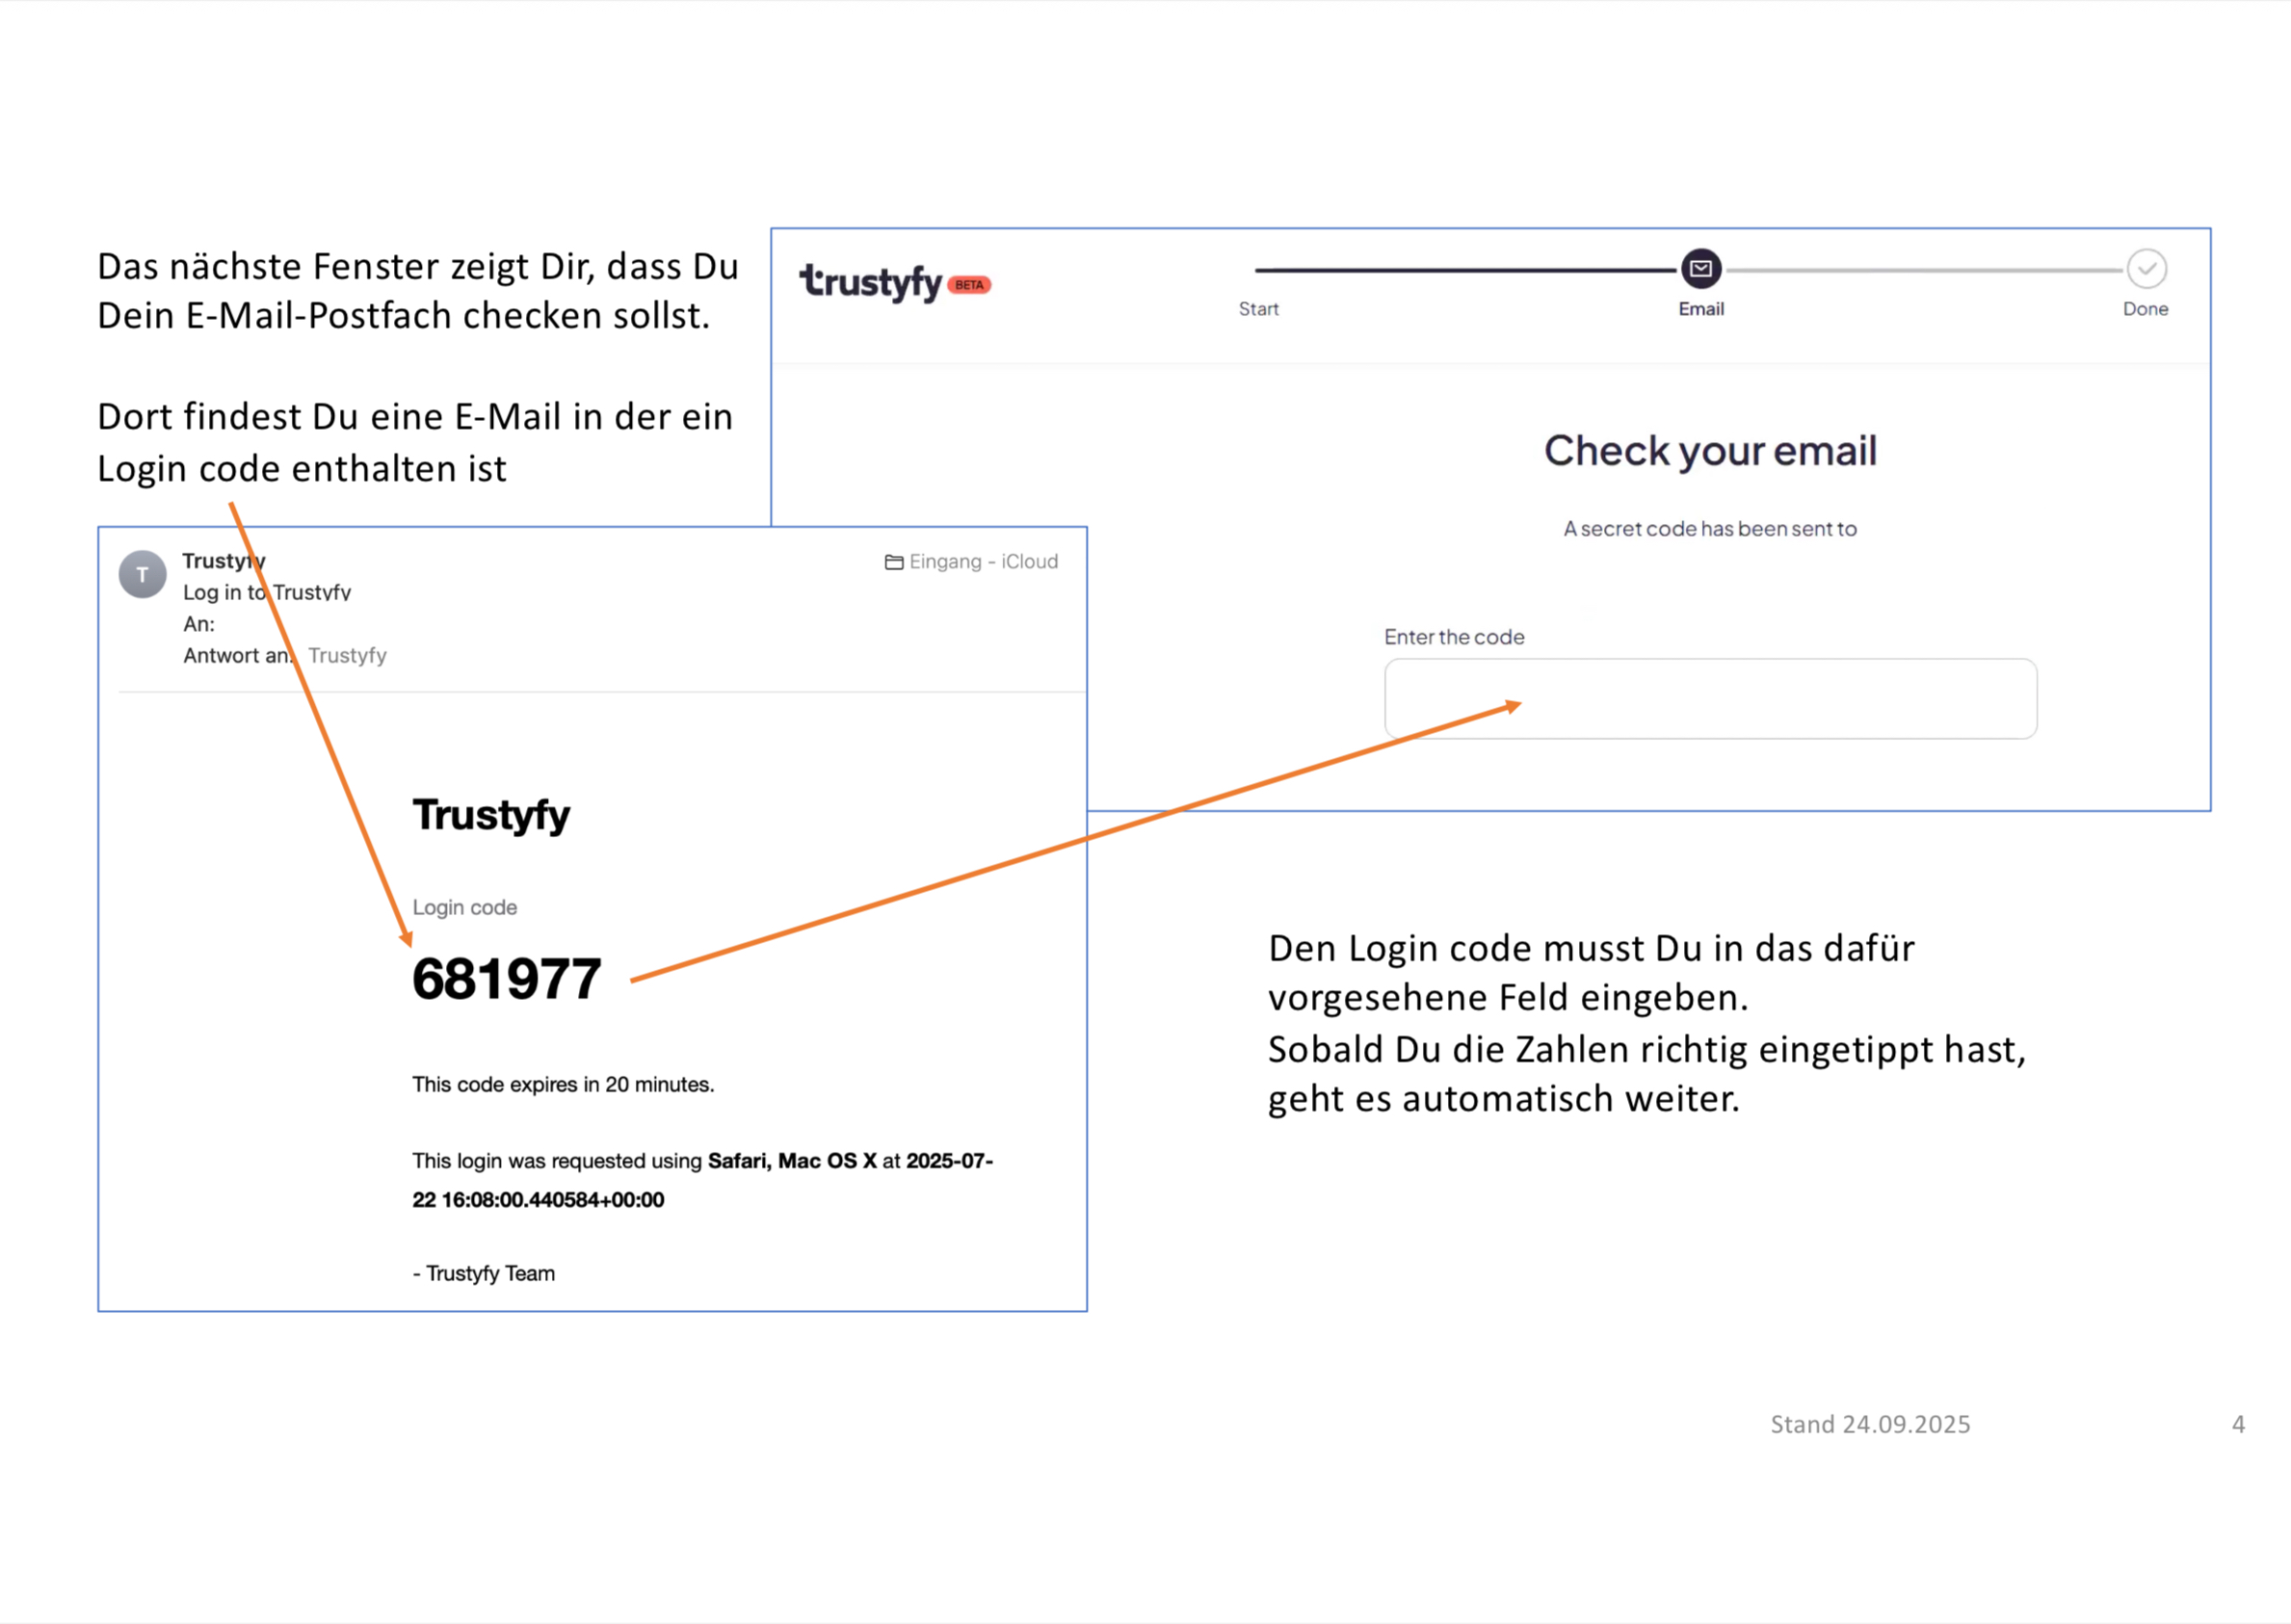 Das nächste Fenster zeigt Dir, dass Du
Dein E-Mail-Postfach checken sollst.
Dort findest Du eine E-Mail in der ein
Login code enthalten ist
trustyfy BETA
Start
Email
Done
Check your email
A secret code has been sent to
Enter the code
T
Trustyfy
Eingang - iCloud
Log in to Trustyfy
An:
Antwort an: Trustyfy
Trustyfy
Login code
681977
This code expires in 20 minutes.
This login was requested using Safari, Mac OS X at 2025-07-
22 16:08:00.440584+00:00
- Trustyfy Team
Den Login code musst Du in das dafür
vorgesehene Feld eingeben.
Sobald Du die Zahlen richtig eingetippt hast,
geht es automatisch weiter.
Stand 24.09.2025
4